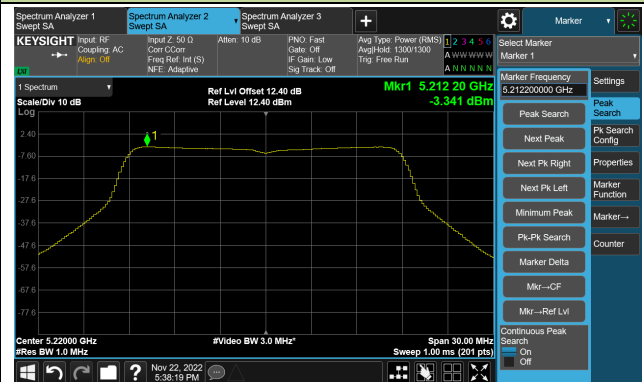 Spectrum Analyzer 1
Swept SA
Spectrum Analyzer 2
Swept SA
Spectrum Analyzer 3
Swept SA
Marker
KEYSIGHT
Input: RF
Coupling: AC
Align: Off
Input Z: 50 Ω
Corr CCorr
Freq Ref: Int (S)
NFE: Adaptive
Atten: 10 dB
PNO: Fast
Gate: Off
IF Gain: Low
Sig Track: Off
Avg Type: Power (RMS)
Avg|Hold: 1300/1300
Trig: Free Run
1 2 3 4 5 6
A W W W W W
A N N N N N
Select Marker
Marker 1
LXI
1 Spectrum
Scale/Div 10 dB
Log
Ref Lvl Offset 12.40 dB
Ref Level 12.40 dBm
Mkr1 5.212 20 GHz
-3.341 dBm
1
2.40
-7.60
-17.6
-27.6
-37.6
-47.6
-57.6
-67.6
-77.6
Center 5.22000 GHz
#Res BW 1.0 MHz
#Video BW 3.0 MHz*
Span 30.00 MHz
Sweep 1.00 ms (201 pts)
Marker Frequency
5.212200000 GHz
Peak Search
Next Peak
Next Pk Right
Next Pk Left
Minimum Peak
Pk-Pk Search
Marker Delta
Mkr→CF
Mkr→Ref Lvl
Continuous Peak
Search
On
Off
Settings
Peak
Search
Pk Search
Config
Properties
Marker
Function
Marker→
Counter
?
Nov 22, 2022
5:38:19 PM